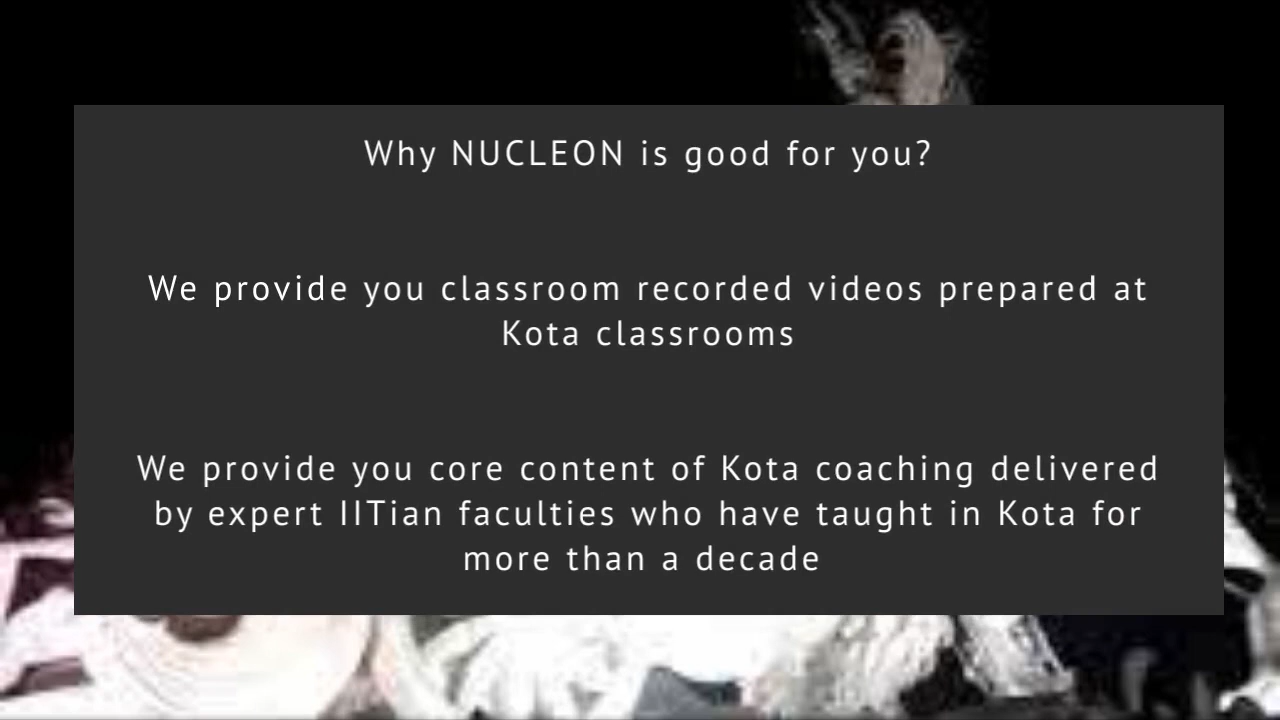 Why NUCLEON is good for you?
We provide you classroom recorded videos prepared at
Kota classrooms
We provide you core content of Kota coaching delivered
by expert IITian faculties who have taught in Kota for
more than a decade